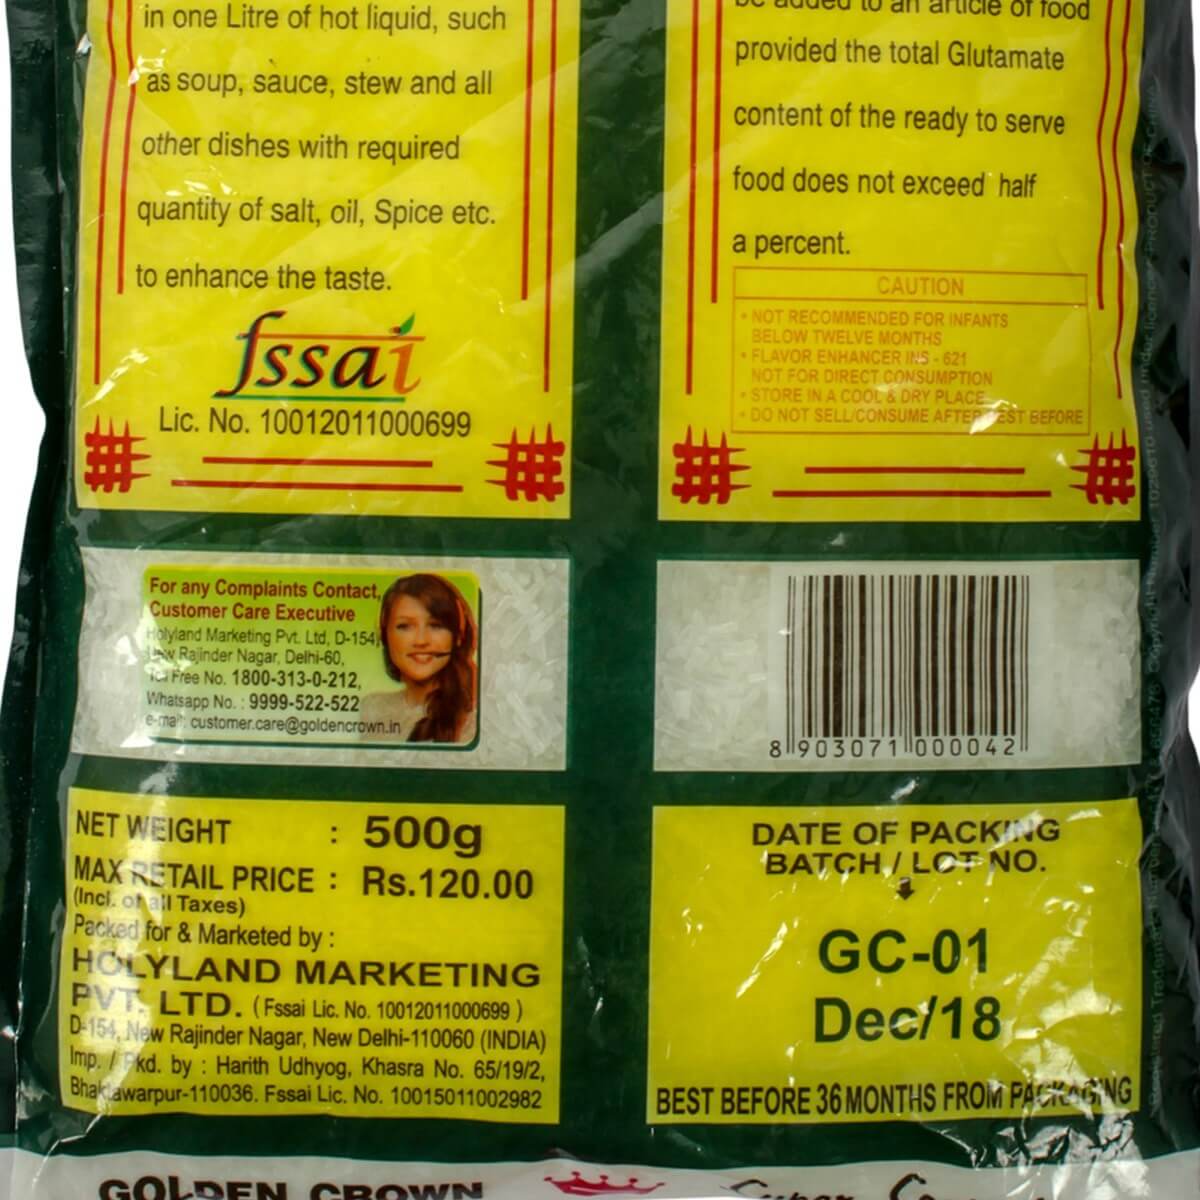 in one Litre of hot liquid, such
as soup, sauce, stew and all
other dishes with required
quantity of salt, oil, Spice etc.
to enhance the taste.
fssai
Lic. No. 10012011000699
be added to an article of food
provided the total Glutamate
content of the ready to serve
food does not exceed half
a percent.
CAUTION
• NOT RECOMMENDED FOR INFANTS
BELOW TWELVE MONTHS
• FLAVOR ENHANCER INS - 621
NOT FOR DIRECT CONSUMPTION
• STORE IN A COOL & DRY PLACE
• DO NOT SELL/CONSUME AFTER BEST BEFORE
For any Complaints Contact,
Customer Care Executive
Holyland Marketing Pvt. Ltd, D-154,
New Rajinder Nagar, Delhi-60,
Toll Free No. 1800-313-0-212,
Whatsapp No. : 9999-522-522
e-mail: customer.care@goldencrown.in
8 903071 000042
NET WEIGHT : 500g
MAX RETAIL PRICE : Rs.120.00
(Incl. of all Taxes)
Packed for & Marketed by :
HOLYLAND MARKETING
PVT. LTD. ( Fssai Lic. No. 10012011000699 )
D-154, New Rajinder Nagar, New Delhi-110060 (INDIA)
Imp. / Pkd. by : Harith Udhyog, Khasra No. 65/19/2,
Bhaktawarpur-110036. Fssai Lic. No. 10015011002982
DATE OF PACKING
BATCH / LOT NO.
GC-01
Dec/18
BEST BEFORE 36 MONTHS FROM PACKAGING
GOLDEN CROWN